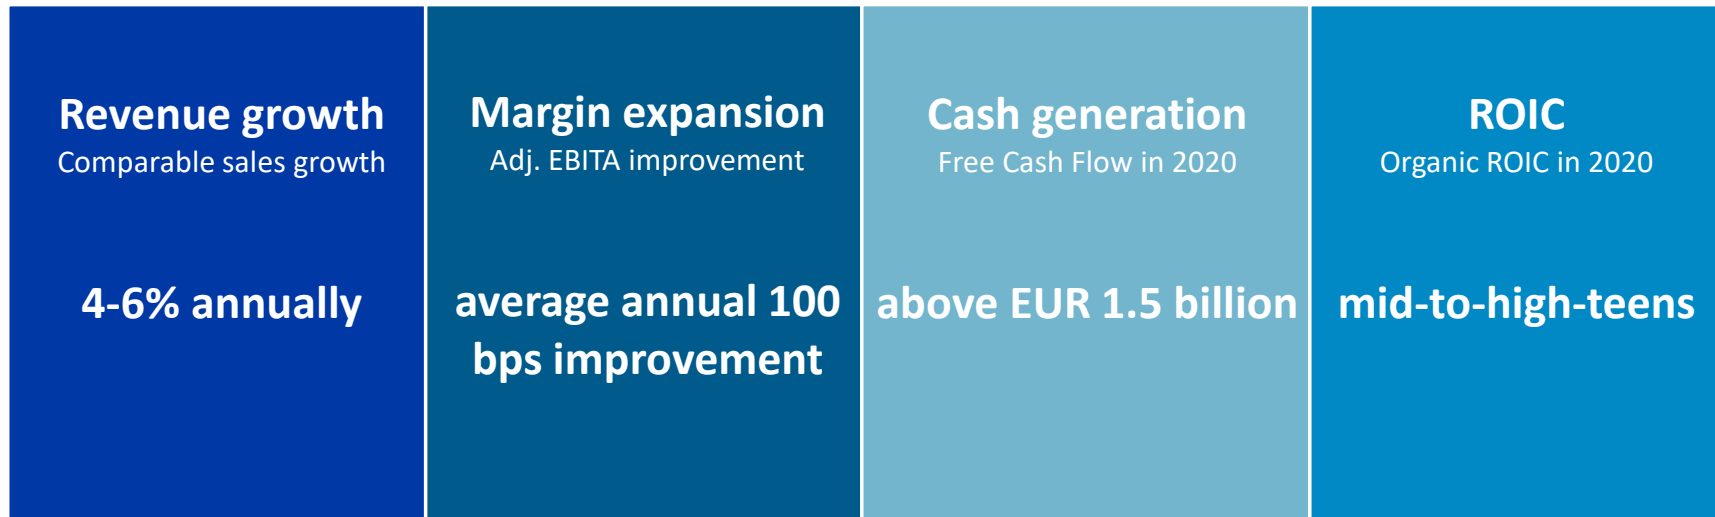 Revenue growth
Comparable sales growth
4-6% annually
Margin expansion
Adj. EBITA improvement
average annual 100
bps improvement
Cash generation
Free Cash Flow in 2020
above EUR 1.5 billion
ROIC
Organic ROIC in 2020
mid-to-high-teens